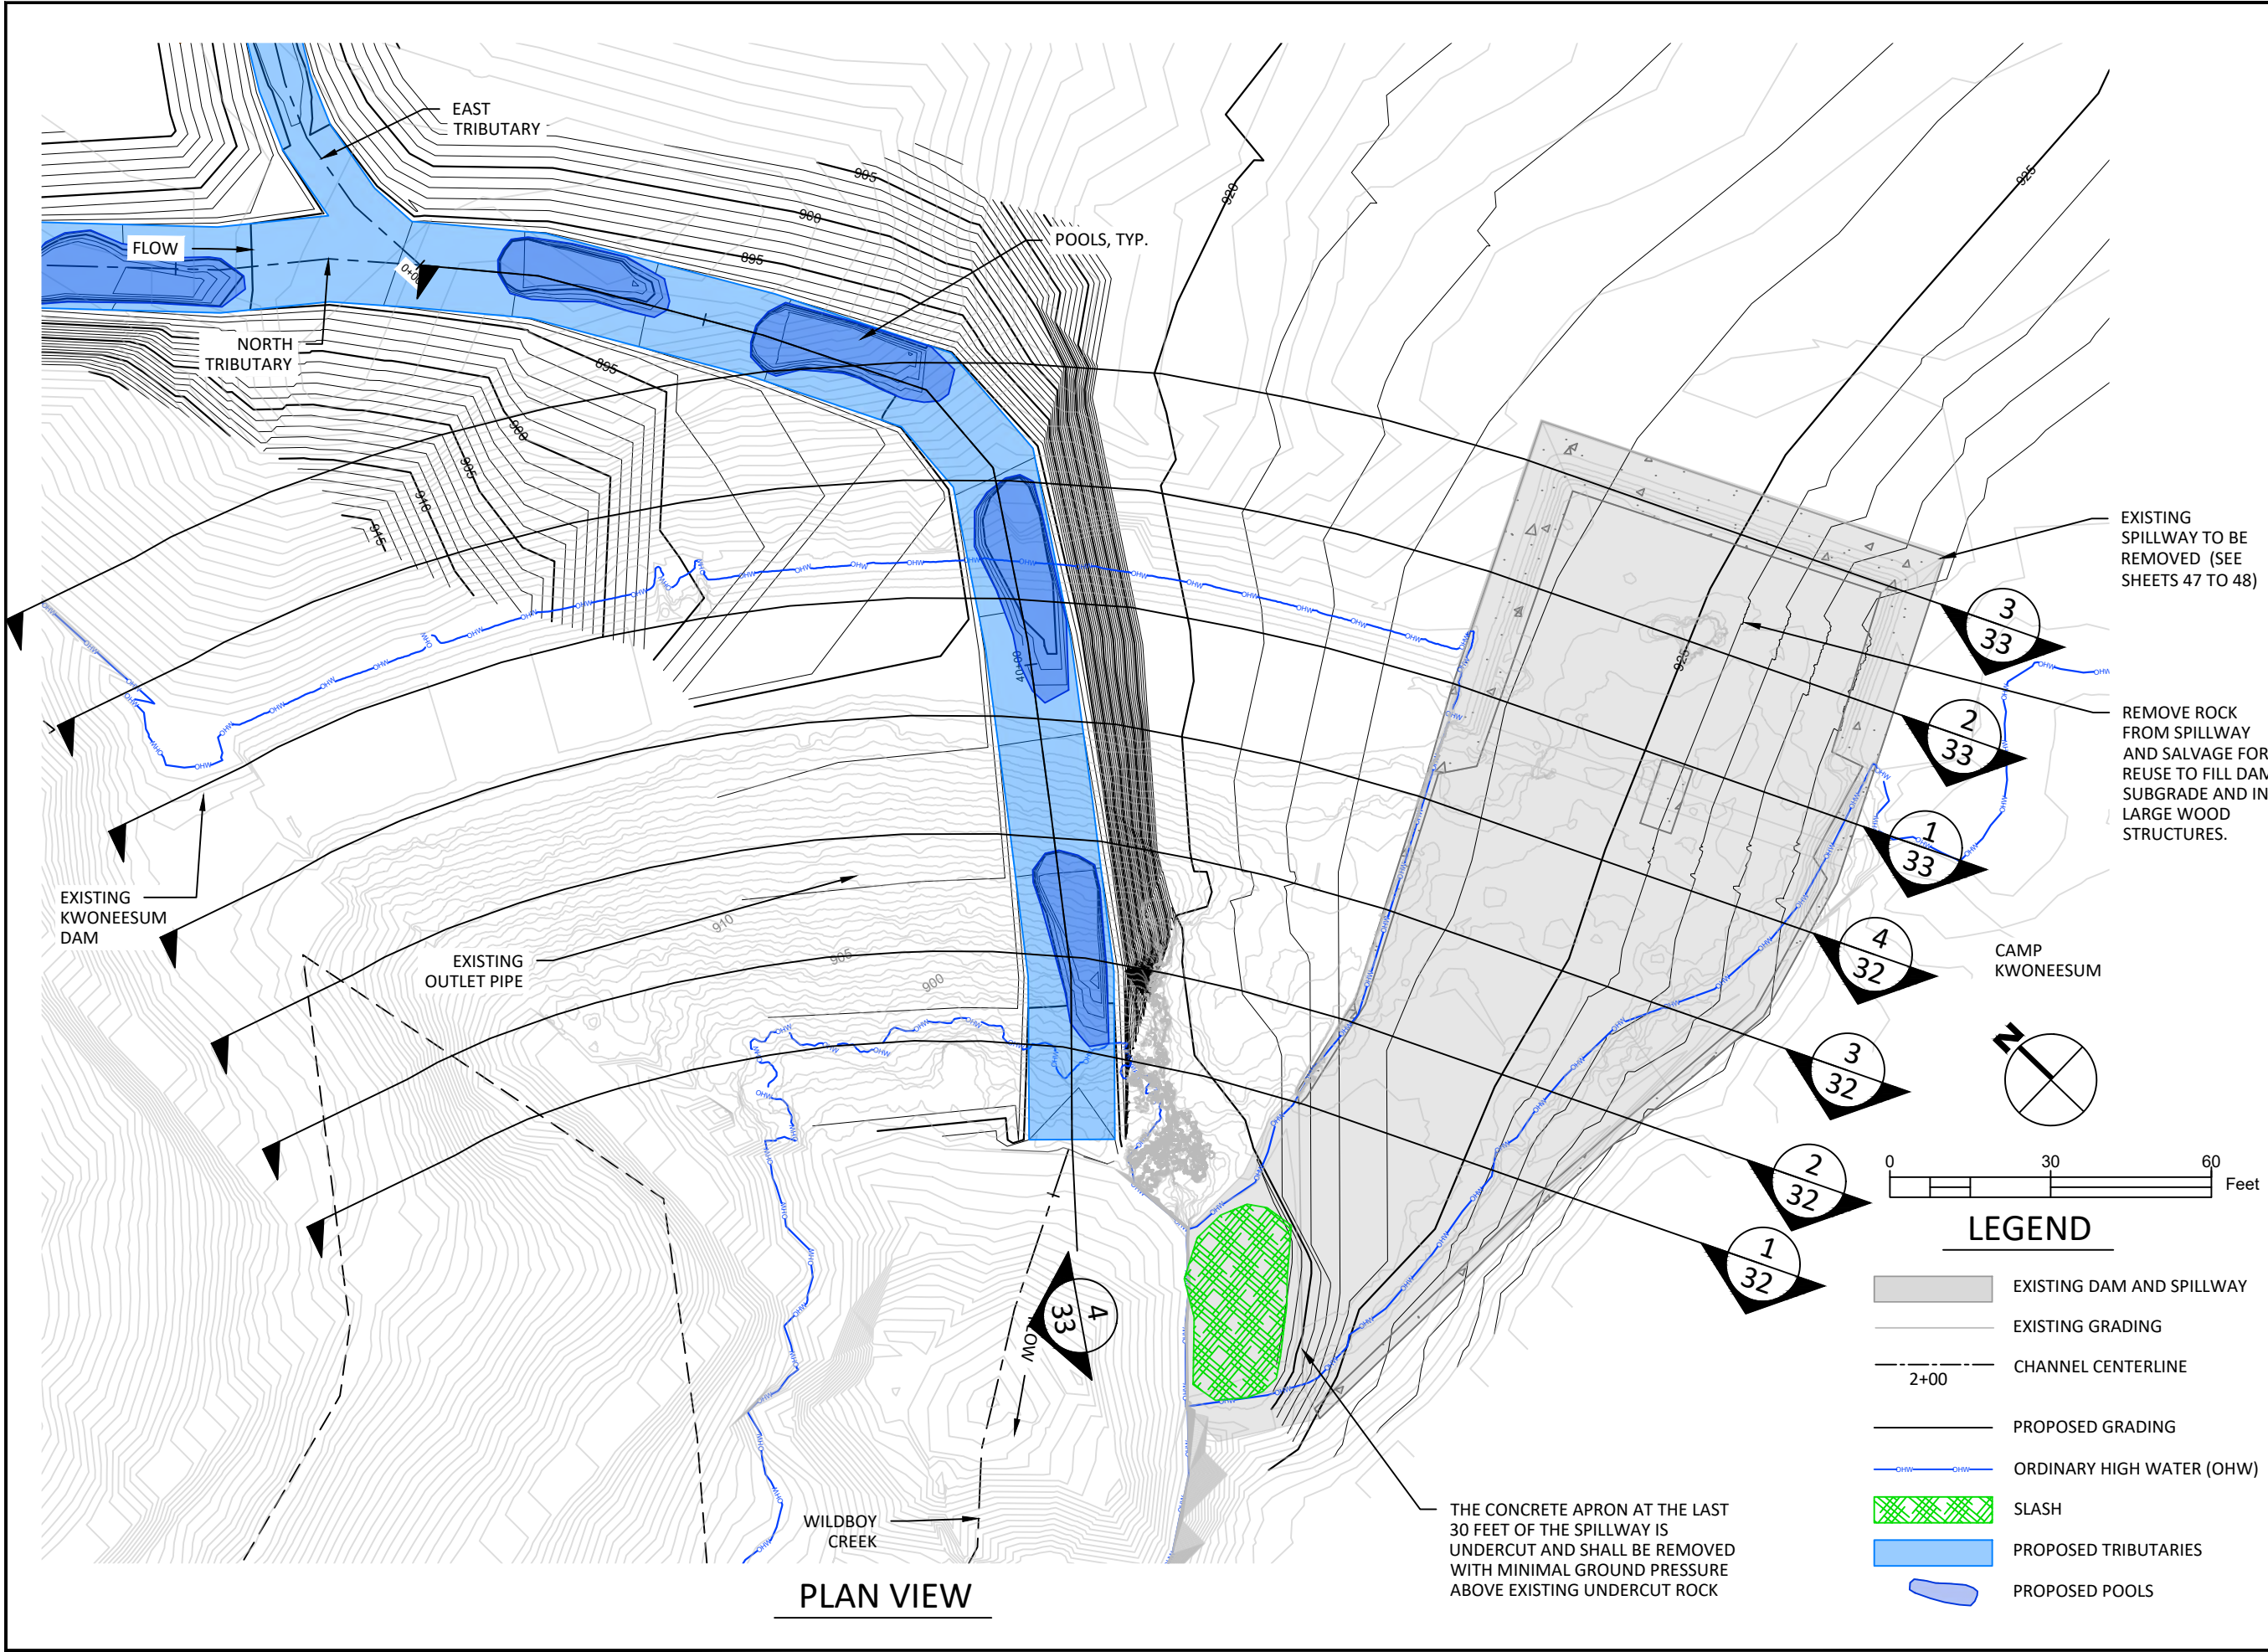 EAST
TRIBUTARY
905
900
895
920
925
POOLS, TYP.
FLOW
NORTH
TRIBUTARY
895
900
905
910
915
40+00
925
EXISTING
SPILLWAY TO BE
REMOVED (SEE
SHEETS 47 TO 48)
3
33
2
33
1
33
4
32
3
32
2
32
1
32
4
33
REMOVE ROCK
FROM SPILLWAY
AND SALVAGE FOR
REUSE TO FILL DAM
SUBGRADE AND IN
LARGE WOOD
STRUCTURES.
EXISTING
KWONEESUM
DAM
EXISTING
OUTLET PIPE
910
905
900
CAMP
KWONEESUM
N
0 30 60
Feet
LEGEND
EXISTING DAM AND SPILLWAY
EXISTING GRADING
CHANNEL CENTERLINE
2+00
PROPOSED GRADING
OHW OHW
ORDINARY HIGH WATER (OHW)
SLASH
PROPOSED TRIBUTARIES
PROPOSED POOLS
WILDBOY
CREEK
THE CONCRETE APRON AT THE LAST
30 FEET OF THE SPILLWAY IS
UNDERCUT AND SHALL BE REMOVED
WITH MINIMAL GROUND PRESSURE
ABOVE EXISTING UNDERCUT ROCK
PLAN VIEW